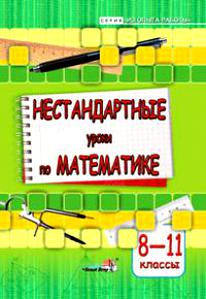 СЕРИЯ «ИЗ ОПЫТА РАБОТЫ»
НЕСТАНДАРТНЫЕ
уроки
по МАТЕМАТИКЕ
8–11
классы